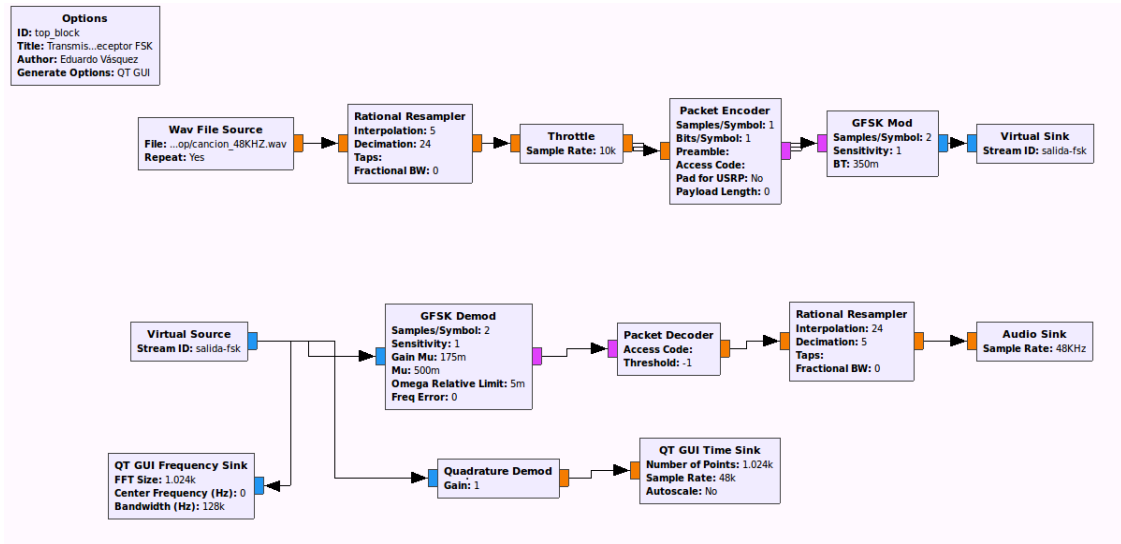 Options
ID: top_block
Title: Transmis...eceptor FSK
Author: Eduardo Vásquez
Generate Options: QT GUI
Wav File Source
File: ...op/cancion_48KHZ.wav
Repeat: Yes
Rational Resampler
Interpolation: 5
Decimation: 24
Taps:
Fractional BW: 0
Throttle
Sample Rate: 10k
Packet Encoder
Samples/Symbol: 1
Bits/Symbol: 1
Preamble:
Access Code:
Pad for USRP: No
Payload Length: 0
GFSK Mod
Samples/Symbol: 2
Sensitivity: 1
BT: 350m
Virtual Sink
Stream ID: salida-fsk
Virtual Source
Stream ID: salida-fsk
GFSK Demod
Samples/Symbol: 2
Sensitivity: 1
Gain Mu: 175m
Mu: 500m
Omega Relative Limit: 5m
Freq Error: 0
Packet Decoder
Access Code:
Threshold: -1
Rational Resampler
Interpolation: 24
Decimation: 5
Taps:
Fractional BW: 0
Audio Sink
Sample Rate: 48KHz
QT GUI Frequency Sink
FFT Size: 1.024k
Center Frequency (Hz): 0
Bandwidth (Hz): 128k
Quadrature Demod
Gain: 1
QT GUI Time Sink
Number of Points: 1.024k
Sample Rate: 48k
Autoscale: No